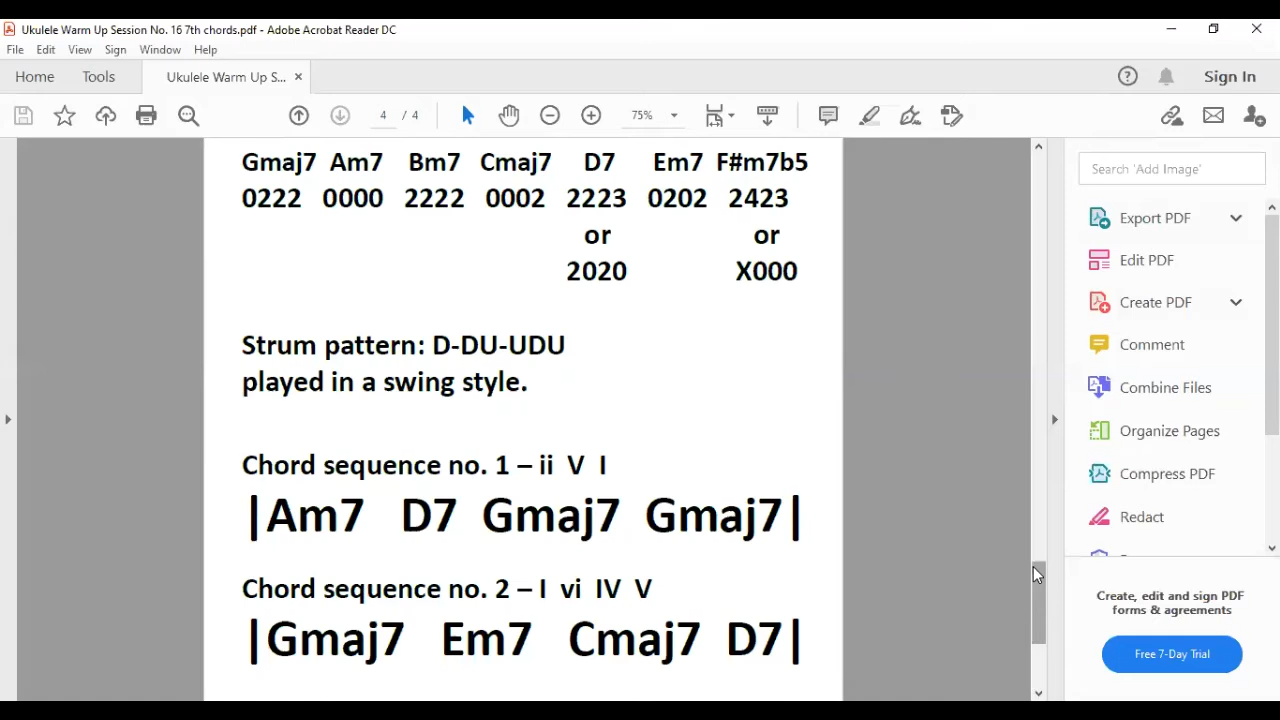 Ukulele Warm Up Session No. 16 7th chords.pdf - Adobe Acrobat Reader DC
File Edit View Sign Window Help
Home Tools Ukulele Warm Up S... × Sign In
4 / 4 75%
Gmaj7 Am7 Bm7 Cmaj7 D7 Em7 F#m7b5
0222 0000 2222 0002 2223 0202 2423
or or
2020 X000
Strum pattern: D-DU-UDU
played in a swing style.
Chord sequence no. 1 – ii V I
|Am7 D7 Gmaj7 Gmaj7|
Chord sequence no. 2 – I vi IV V
|Gmaj7 Em7 Cmaj7 D7|
Search 'Add Image'
Export PDF
Edit PDF
Create PDF
Comment
Combine Files
Organize Pages
Compress PDF
Redact
Create, edit and sign PDF
forms & agreements
Free 7-Day Trial